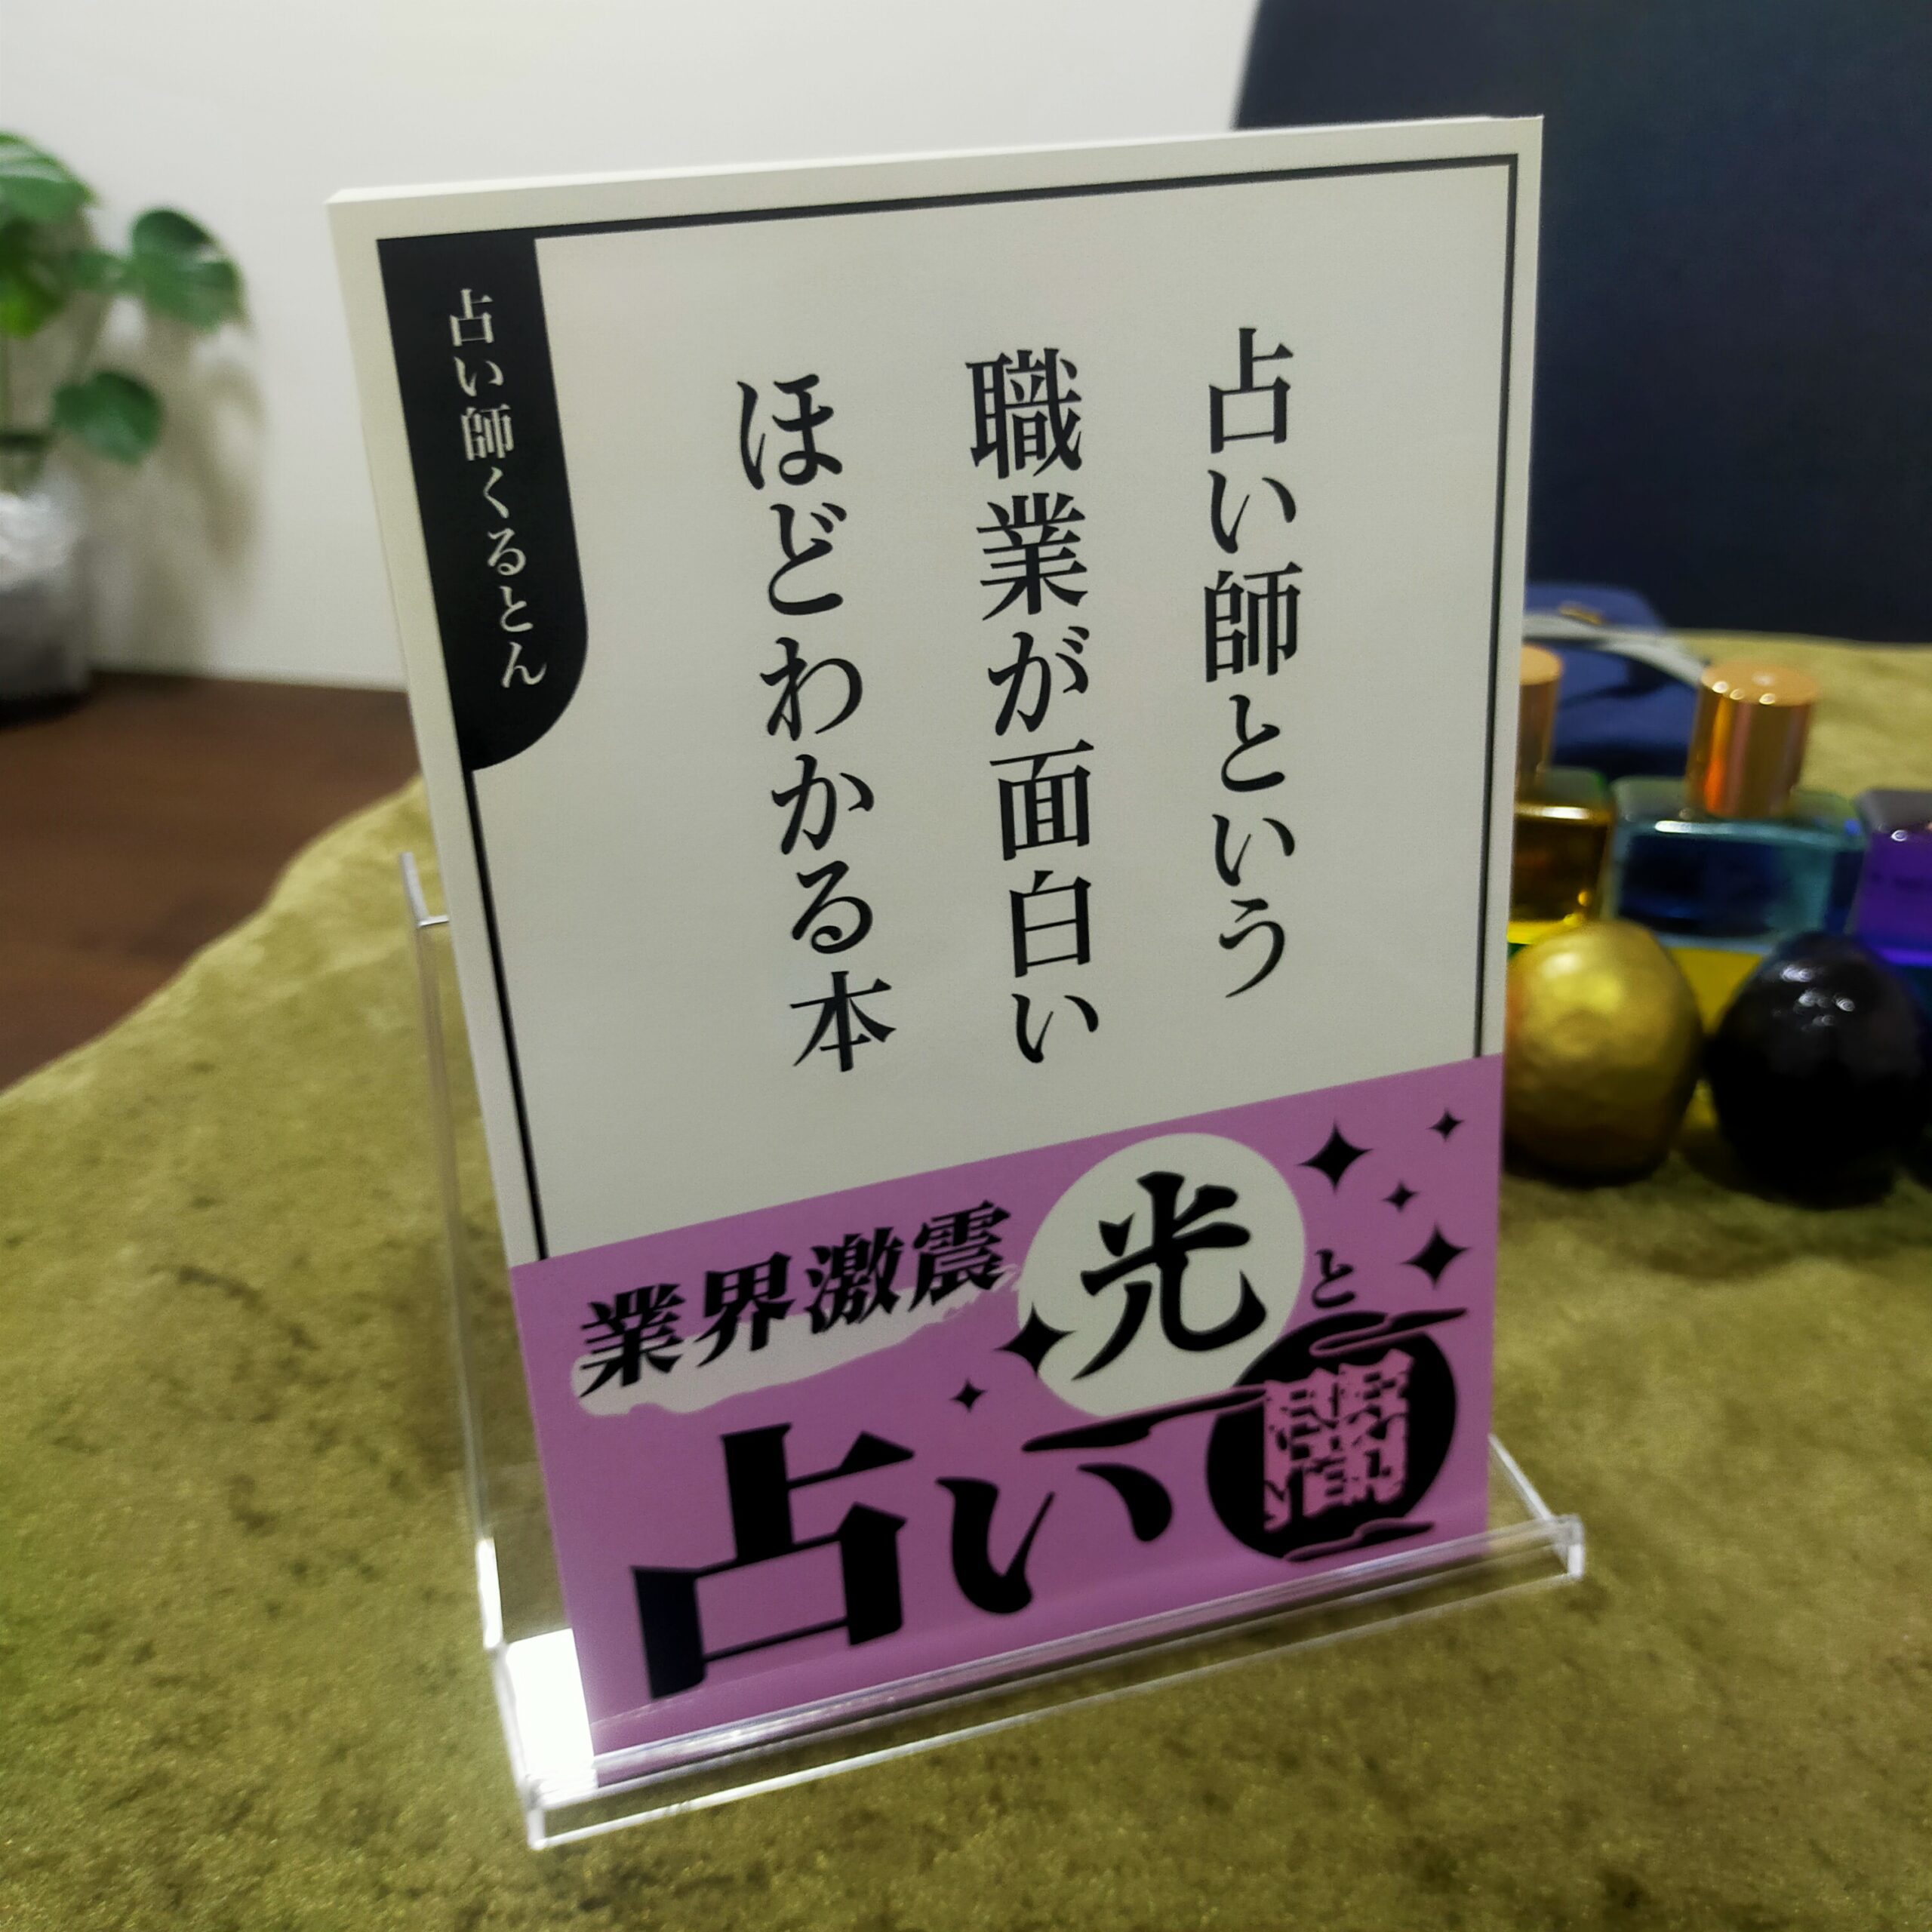 占い師という
職業が面白い
ほどわかる本
占い師くるとん
業界激震
占い
光と闇